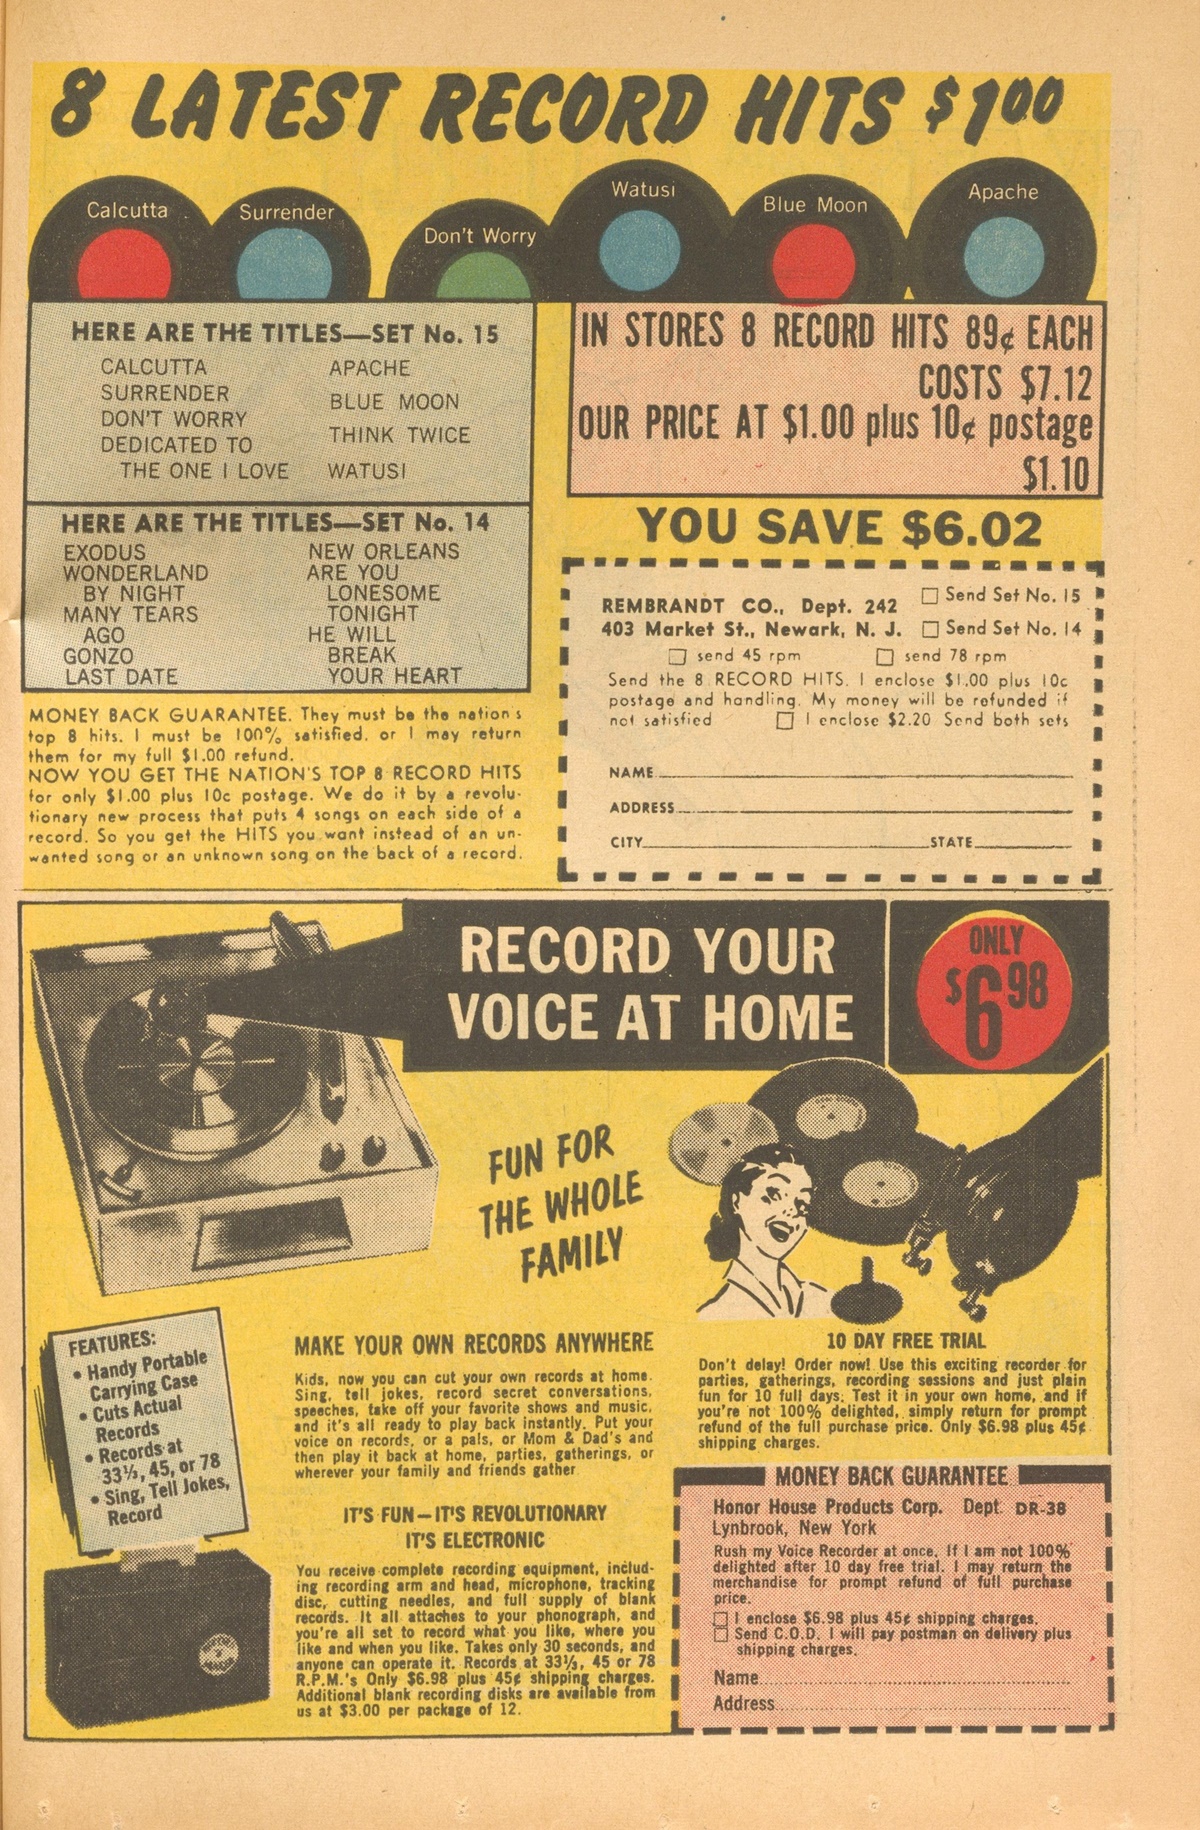 8 LATEST RECORD HITS $1.00
Calcutta
Surrender
Don't Worry
Watusi
Blue Moon
Apache
HERE ARE THE TITLES—SET No. 15
CALCUTTA
SURRENDER
DON'T WORRY
DEDICATED TO
THE ONE I LOVE
APACHE
BLUE MOON
THINK TWICE
WATUSI
HERE ARE THE TITLES—SET No. 14
EXODUS
WONDERLAND
BY NIGHT
MANY TEARS
AGO
GONZO
LAST DATE
NEW ORLEANS
ARE YOU
LONESOME
TONIGHT
HE WILL
BREAK
YOUR HEART
MONEY BACK GUARANTEE. They must be the nation's
top 8 hits. I must be 100% satisfied, or I may return
them for my full $1.00 refund.
NOW YOU GET THE NATION'S TOP 8 RECORD HITS
for only $1.00 plus 10c postage. We do it by a revolu-
tionary new process that puts 4 songs on each side of a
record. So you get the HITS you want instead of an un-
wanted song or an unknown song on the back of a record.
IN STORES 8 RECORD HITS 89¢ EACH
COSTS $7.12
OUR PRICE AT $1.00 plus 10¢ postage
$1.10
YOU SAVE $6.02
REMBRANDT CO., Dept. 242 □ Send Set No. 15
403 Market St., Newark, N. J. □ Send Set No. 14
□ send 45 rpm □ send 78 rpm
Send the 8 RECORD HITS. I enclose $1.00 plus 10c
postage and handling. My money will be refunded if
not satisfied □ I enclose $2.20 Send both sets
NAME
ADDRESS
CITY STATE
RECORD YOUR
VOICE AT HOME
ONLY
$6.98
FUN FOR
THE WHOLE
FAMILY
FEATURES:
• Handy Portable
Carrying Case
• Cuts Actual
Records
• Records at
33⅓, 45, or 78
• Sing, Tell Jokes,
Record
MAKE YOUR OWN RECORDS ANYWHERE
Kids, now you can cut your own records at home.
Sing, tell jokes, record secret conversations,
speeches, take off your favorite shows and music,
and it's all ready to play back instantly. Put your
voice on records, or a pals, or Mom & Dad's and
then play it back at home, parties, gatherings, or
wherever your family and friends gather
IT'S FUN—IT'S REVOLUTIONARY
IT'S ELECTRONIC
You receive complete recording equipment, includ-
ing recording arm and head, microphone, tracking
disc, cutting needles, and full supply of blank
records. It all attaches to your phonograph, and
you're all set to record what you like, where you
like and when you like. Takes only 30 seconds, and
anyone can operate it. Records at 33⅓, 45 or 78
R.P.M.'s Only $6.98 plus 45¢ shipping charges.
Additional blank recording disks are available from
us at $3.00 per package of 12.
10 DAY FREE TRIAL
Don't delay! Order now! Use this exciting recorder for
parties, gatherings, recording sessions and just plain
fun for 10 full days. Test it in your own home, and if
you're not 100% delighted, simply return for prompt
refund of the full purchase price. Only $6.98 plus 45¢
shipping charges.
MONEY BACK GUARANTEE
Honor House Products Corp. Dept. DR-38
Lynbrook, New York
Rush my Voice Recorder at once. If I am not 100%
delighted after 10 day free trial. I may return the
merchandise for prompt refund of full purchase
price.
□ I enclose $6.98 plus 45¢ shipping charges.
□ Send C.O.D. I will pay postman on delivery plus
shipping charges.
Name
Address